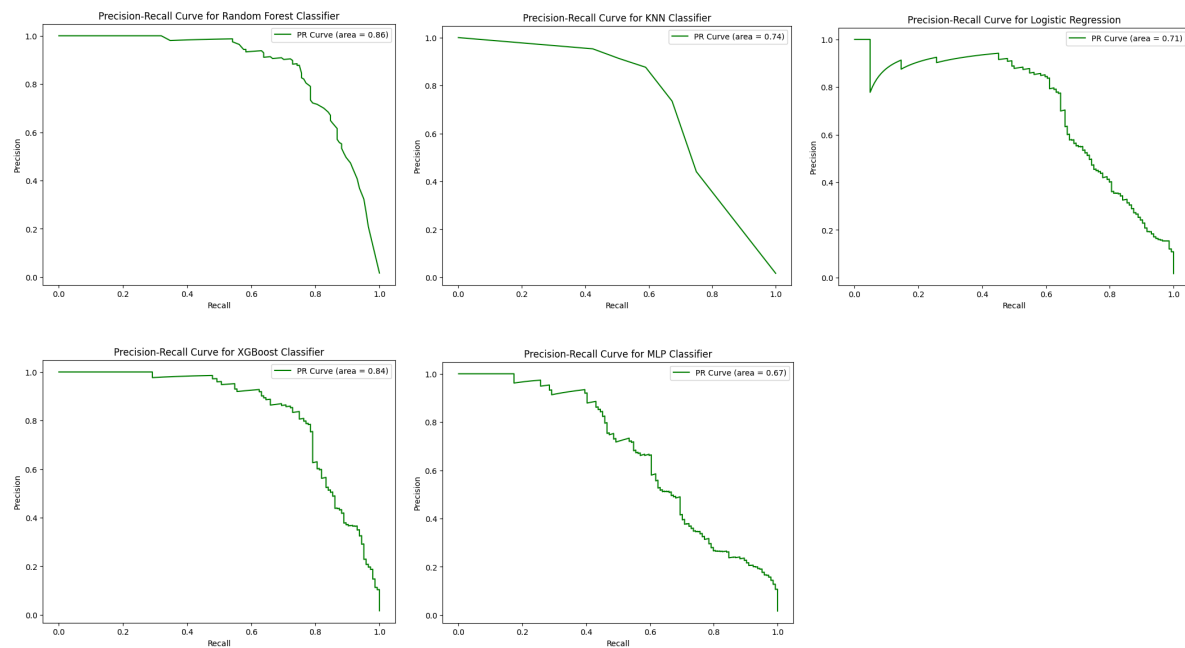 Precision-Recall Curve for Random Forest Classifier
PR Curve (area = 0.86)
1.0
0.8
0.6
0.4
0.2
0.0
Precision
0.0 0.2 0.4 0.6 0.8 1.0
Recall
Precision-Recall Curve for KNN Classifier
PR Curve (area = 0.74)
1.0
0.8
0.6
0.4
0.2
0.0
Precision
0.0 0.2 0.4 0.6 0.8 1.0
Recall
Precision-Recall Curve for Logistic Regression
PR Curve (area = 0.71)
1.0
0.8
0.6
0.4
0.2
0.0
Precision
0.0 0.2 0.4 0.6 0.8 1.0
Recall
Precision-Recall Curve for XGBoost Classifier
PR Curve (area = 0.84)
1.0
0.8
0.6
0.4
0.2
0.0
Precision
0.0 0.2 0.4 0.6 0.8 1.0
Recall
Precision-Recall Curve for MLP Classifier
PR Curve (area = 0.67)
1.0
0.8
0.6
0.4
0.2
0.0
Precision
0.0 0.2 0.4 0.6 0.8 1.0
Recall